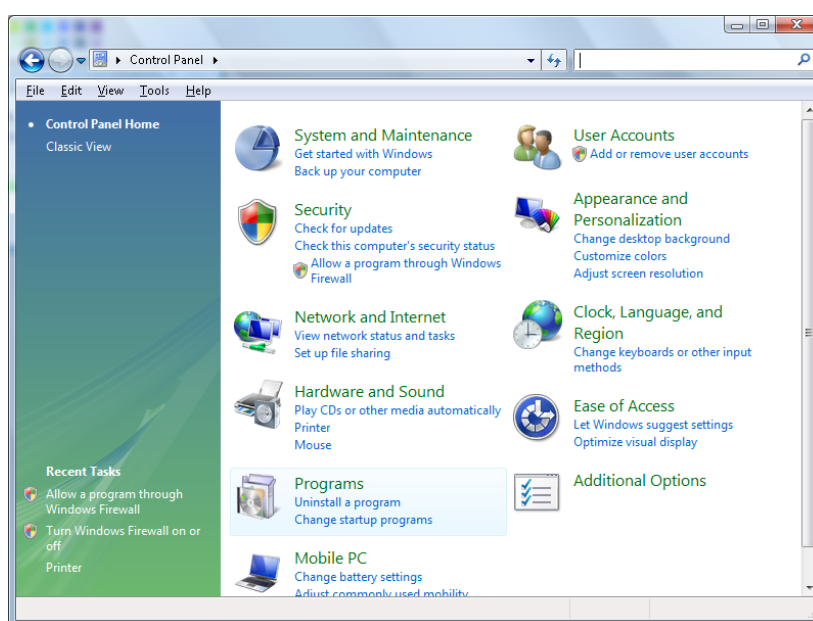 Control Panel
File Edit View Tools Help
Control Panel Home
Classic View
Recent Tasks
Allow a program through
Windows Firewall
Turn Windows Firewall on or
off
Printer
System and Maintenance
Get started with Windows
Back up your computer
Security
Check for updates
Check this computer's security status
Allow a program through Windows
Firewall
Network and Internet
View network status and tasks
Set up file sharing
Hardware and Sound
Play CDs or other media automatically
Printer
Mouse
Programs
Uninstall a program
Change startup programs
Mobile PC
Change battery settings
Adjust commonly used mobility
User Accounts
Add or remove user accounts
Appearance and
Personalization
Change desktop background
Customize colors
Adjust screen resolution
Clock, Language, and
Region
Change keyboards or other input
methods
Ease of Access
Let Windows suggest settings
Optimize visual display
Additional Options